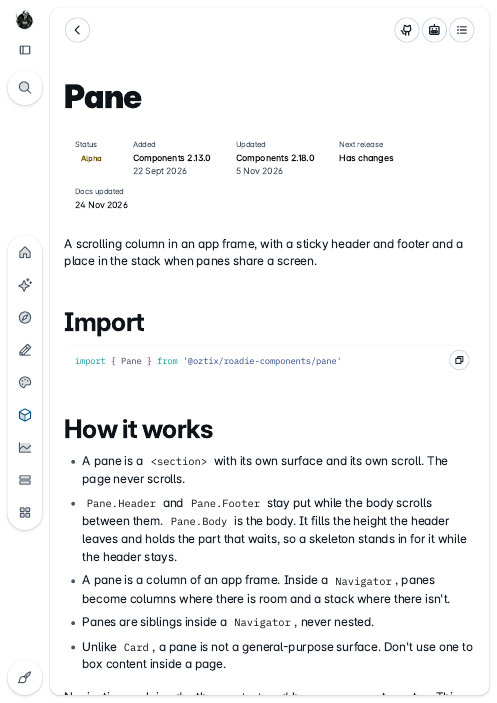 Pane
Status
Alpha
Added
Components 2.13.0
22 Sept 2026
Updated
Components 2.18.0
5 Nov 2026
Next release
Has changes
Docs updated
24 Nov 2026
A scrolling column in an app frame, with a sticky header and footer and a
place in the stack when panes share a screen.
Import
import { Pane } from '@oztix/roadie-components/pane'
How it works
A pane is a <section> with its own surface and its own scroll. The
page never scrolls.
Pane.Header and Pane.Footer stay put while the body scrolls
between them. Pane.Body is the body. It fills the height the header
leaves and holds the part that waits, so a skeleton stands in for it while
the header stays.
A pane is a column of an app frame. Inside a Navigator, panes
become columns where there is room and a stack where there isn't.
Panes are siblings inside a Navigator, never nested.
Unlike Card, a pane is not a general-purpose surface. Don't use one to
box content inside a page.